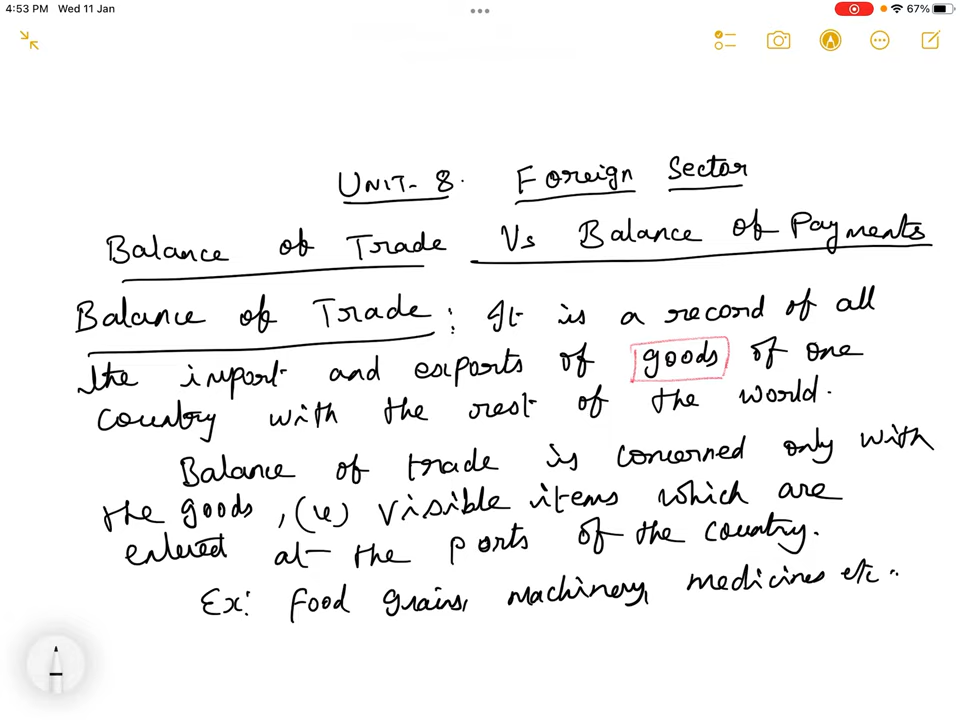 4:53 PM Wed 11 Jan
67%
UNIT-8. Foreign Sector
Balance of Trade Vs Balance of Payments
Balance of Trade: It is a record of all
the import and exports of goods of one
country with the rest of the world.
Balance of trade is concerned only with
the goods, (ie) visible items which are
entered at the ports of the country.
Ex: Food grains, machinery, medicines etc..